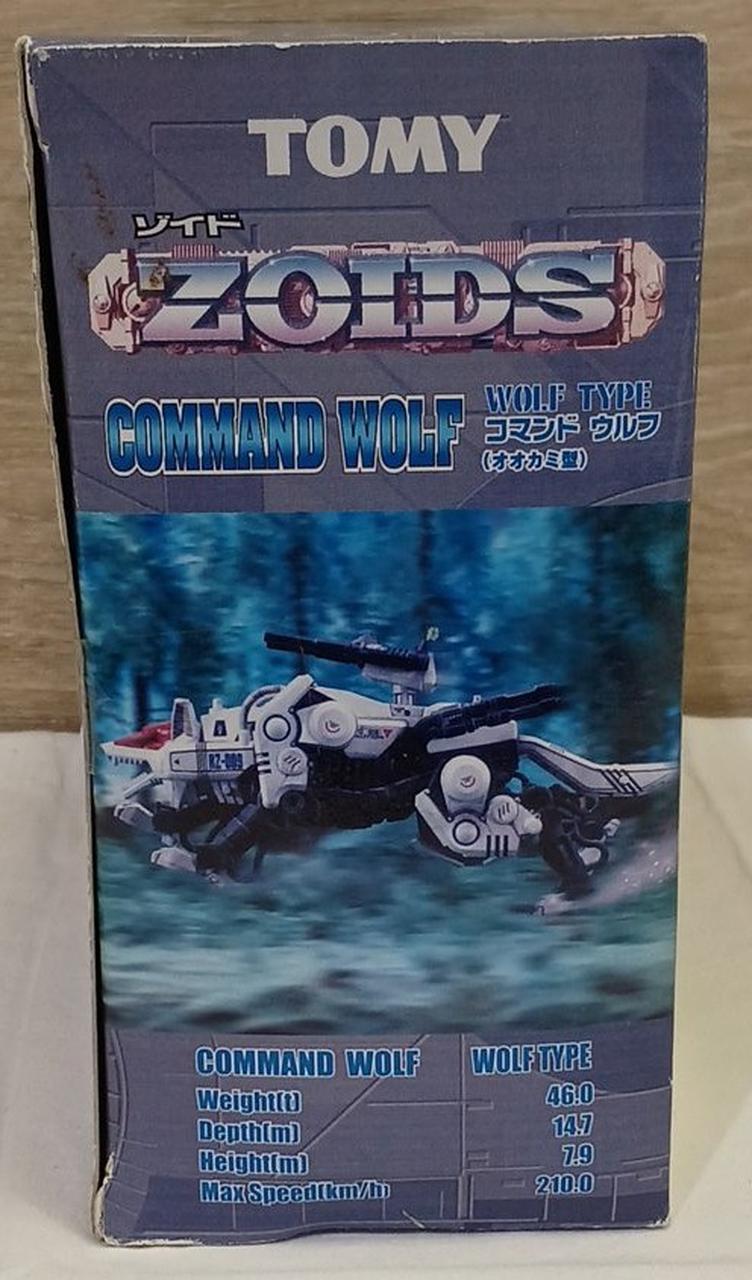 TOMY
ゾイド
ZOIDS
COMMAND WOLF
WOLF TYPE
コマンド ウルフ
(オオカミ型)
RZ-009
COMMAND WOLF WOLF TYPE
Weight(t) 46.0
Depth(m) 14.7
Height(m) 7.9
Max Speed(km/h) 210.0